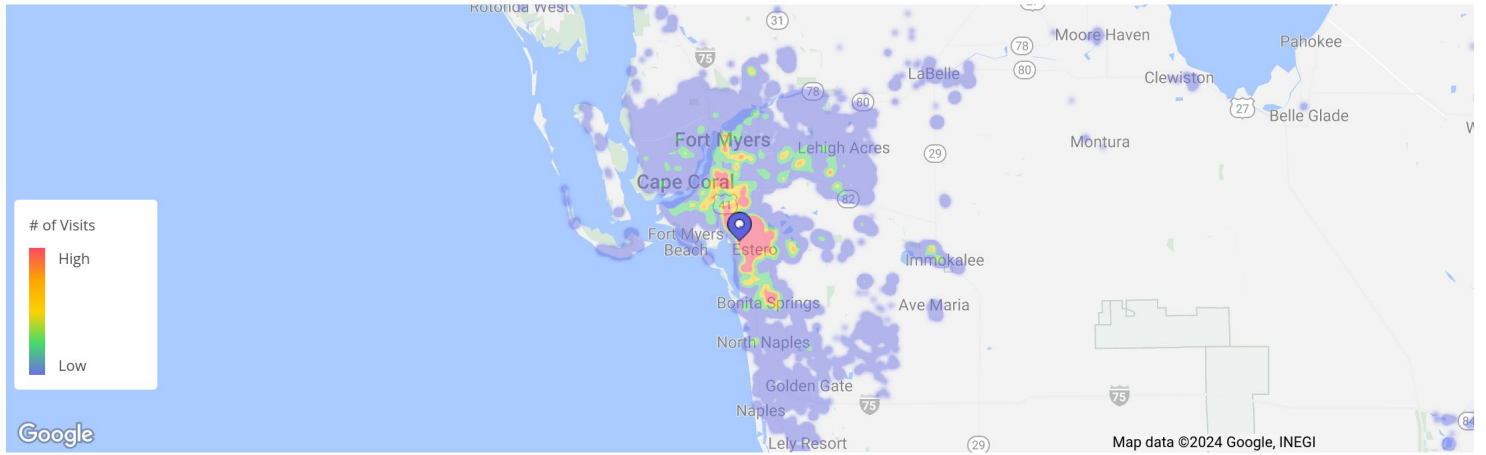 Rotonda West
31
27
75
78
Moore Haven
Pahokee
LaBelle
80
Clewiston
78
80
27
Belle Glade
Fort Myers
Lehigh Acres
29
Montura
W
Cape Coral
41
82
# of Visits
High
Low
Fort Myers
Beach
Estero
Immokalee
Bonita Springs
Ave Maria
North Naples
Golden Gate
75
75
Naples
84
Google
Lely Resort
29
Map data ©2024 Google, INEGI